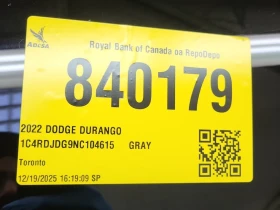 ADESA
Royal Bank of Canada oa RepoDepo
840179
2022 DODGE DURANGO
1C4RDJDG9NC104615 GRAY
Toronto
12/19/2025 16:19:09 SP